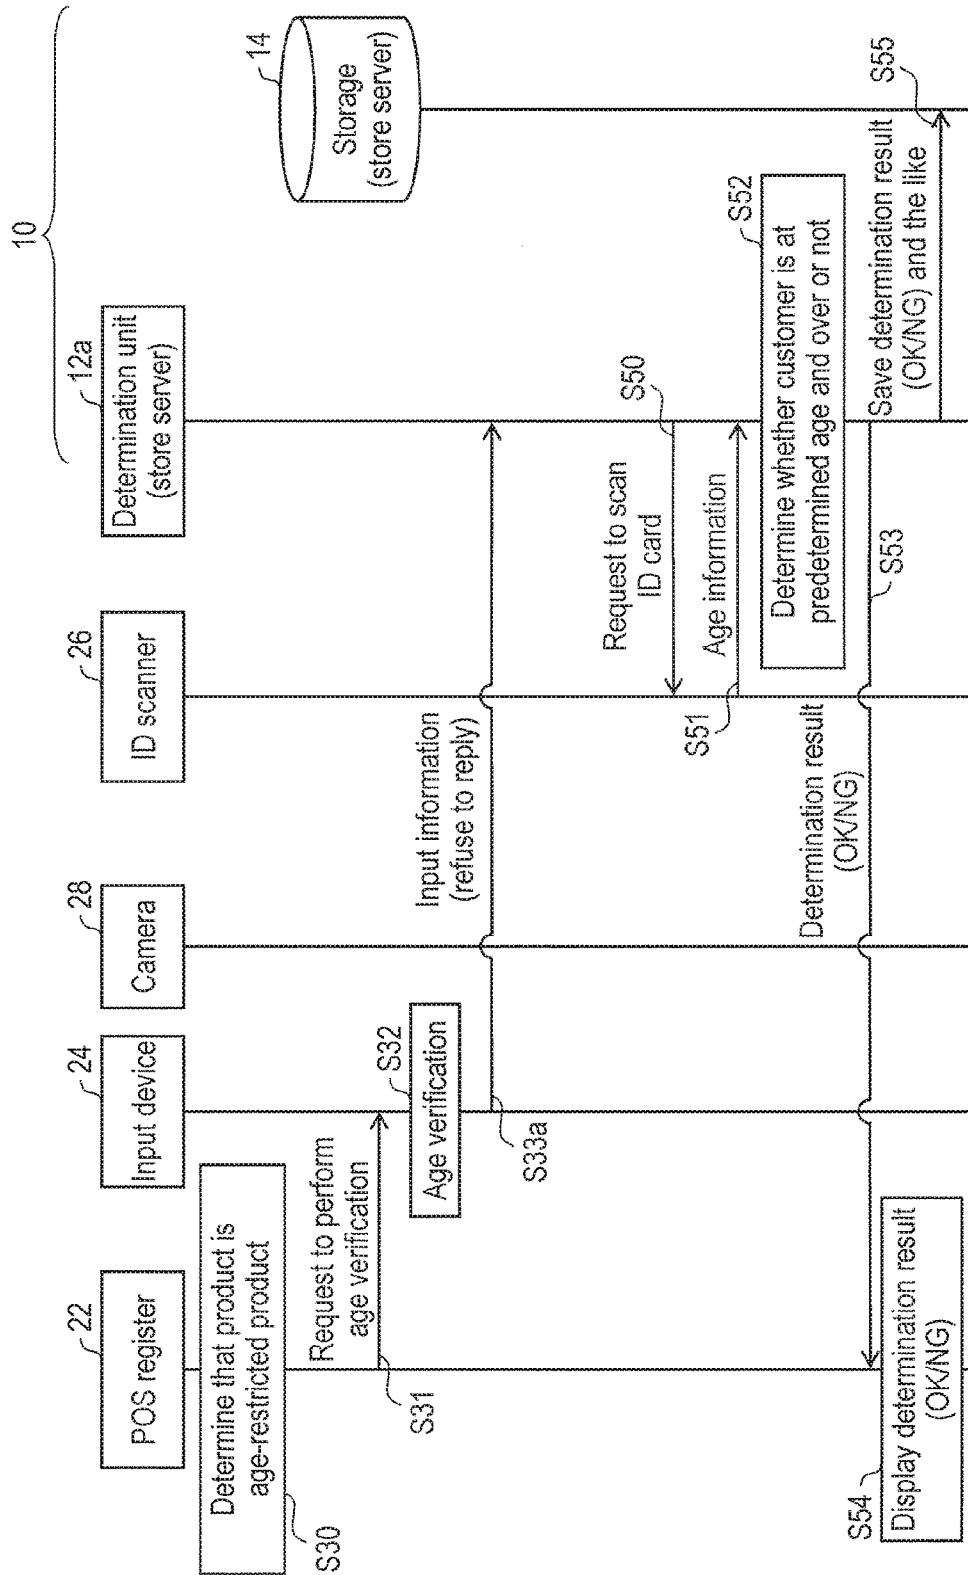 10
22
POS register
24
Input device
28
Camera
26
ID scanner
12a
Determination unit
(store server)
14
Storage
(store server)
Determine that product is
age-restricted product
S30
Request to perform
age verification
S31
S32
Age verification
Input information
(refuse to reply)
S33a
S50
Request to scan
ID card
Age information
S51
S52
Determine whether customer is at
predetermined age and over or not
Determination result
(OK/NG)
S53
S54
Display determination result
(OK/NG)
Save determination result
(OK/NG) and the like
S55